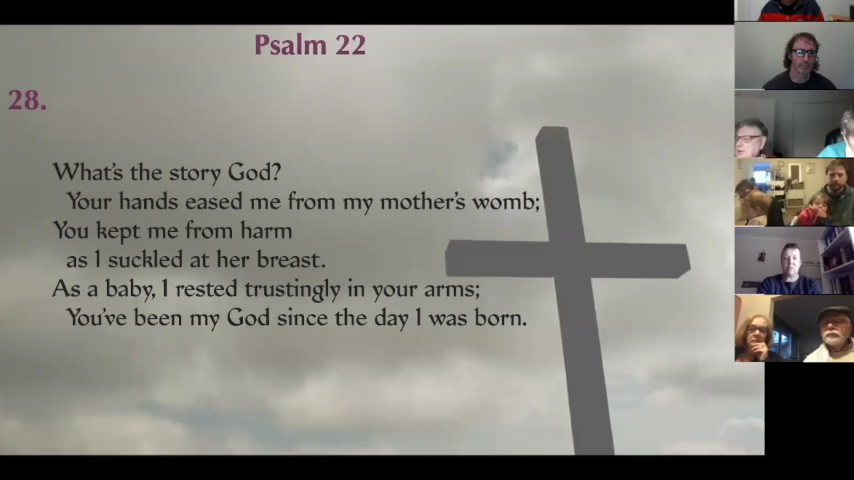 Psalm 22
28.
What's the story God?
Your hands eased me from my mother's womb;
You kept me from harm
as I suckled at her breast.
As a baby, I rested trustingly in your arms;
You've been my God since the day I was born.